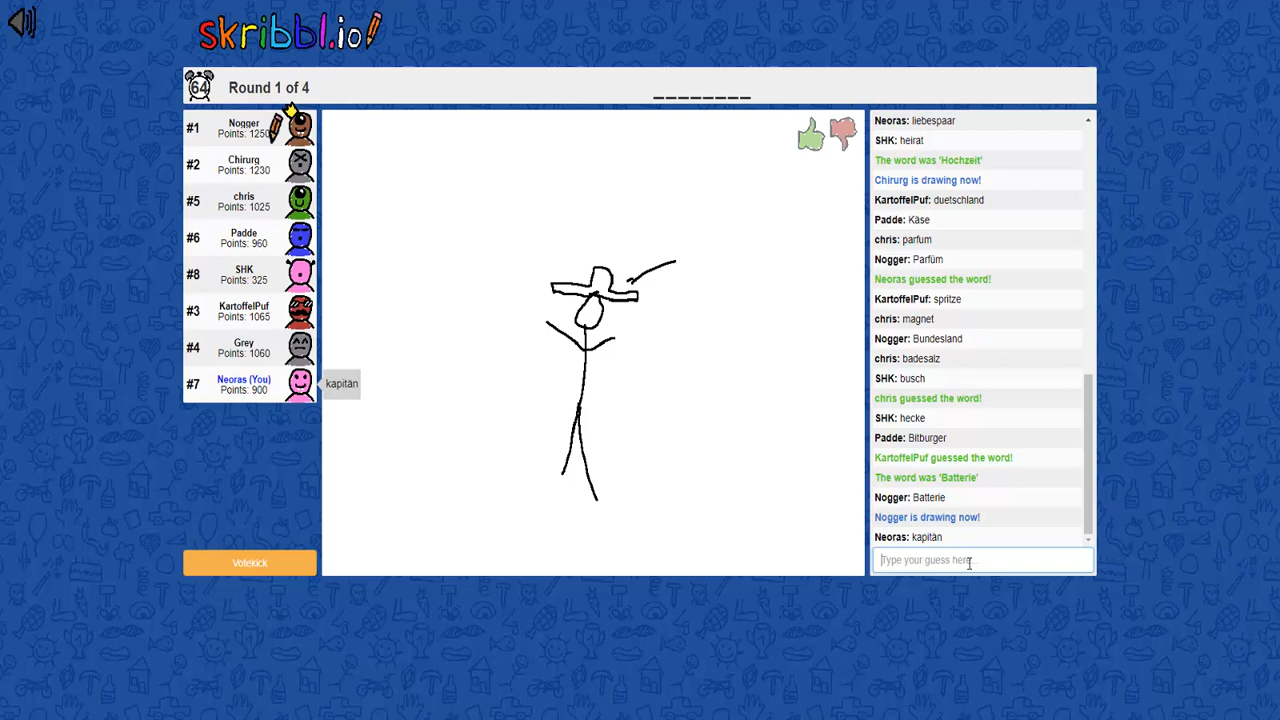 skribbl.io
64
Round 1 of 4
________
#1
Nogger
Points: 1250
#2
Chirurg
Points: 1230
#5
chris
Points: 1025
#6
Padde
Points: 960
#8
SHK
Points: 325
#3
KartoffelPuf
Points: 1065
#4
Grey
Points: 1060
#7
Neoras (You)
Points: 900
kapitän
Votekick
Neoras: liebespaar
SHK: heirat
The word was 'Hochzeit'
Chirurg is drawing now!
KartoffelPuf: duetschland
Padde: Käse
chris: parfum
Nogger: Parfüm
Neoras guessed the word!
KartoffelPuf: spritze
chris: magnet
Nogger: Bundesland
chris: badesalz
SHK: busch
chris guessed the word!
SHK: hecke
Padde: Bitburger
KartoffelPuf guessed the word!
The word was 'Batterie'
Nogger: Batterie
Nogger is drawing now!
Neoras: kapitän
Type your guess here...